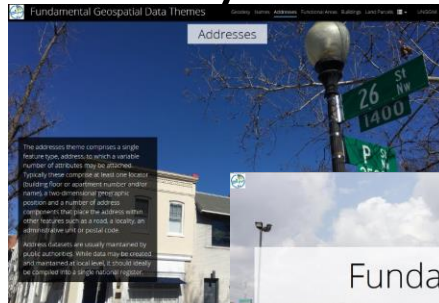 Fundamental Geospatial Data Themes
Geodesy Names Addresses Functional Areas Buildings Land Parcels
Addresses
26 St
NW
1400
P St
The addresses theme comprises a single
feature type, address, to which a variable
number of attributes may be attached.
Typically these comprise at least one locator
(building floor or apartment number and/or
name), a two-dimensional geographic
position and a number of address
components that place the address within
other features such as a road, a locality, an
administrative unit or postal code.
Address datasets are usually maintained by
public authorities. While data may be created
and maintained at local level, it should ideally
be compiled into a single national register.
Funda